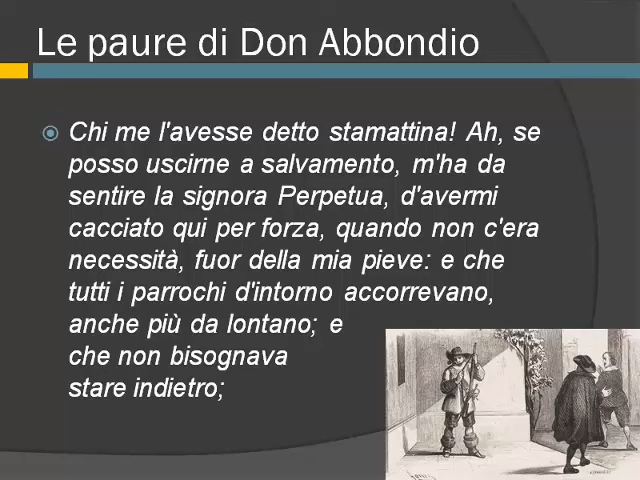 Le paure di Don Abbondio
Chi me l'avesse detto stamattina! Ah, se
posso uscirne a salvamento, m'ha da
sentire la signora Perpetua, d'avermi
cacciato qui per forza, quando non c'era
necessità, fuor della mia pieve: e che
tutti i parrochi d'intorno accorrevano,
anche più da lontano; e
che non bisognava
stare indietro;